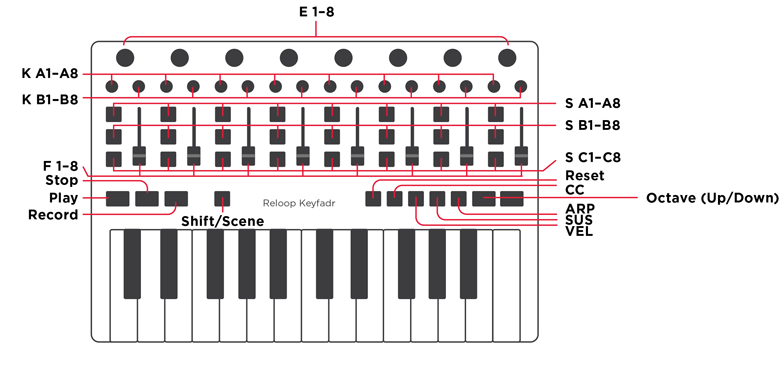 E 1–8
K A1–A8
K B1–B8
S A1–A8
S B1–B8
S C1–C8
F 1–8
Stop
Play
Record
Shift/Scene
Reloop Keyfadr
Reset
CC
Octave (Up/Down)
ARP
SUS
VEL